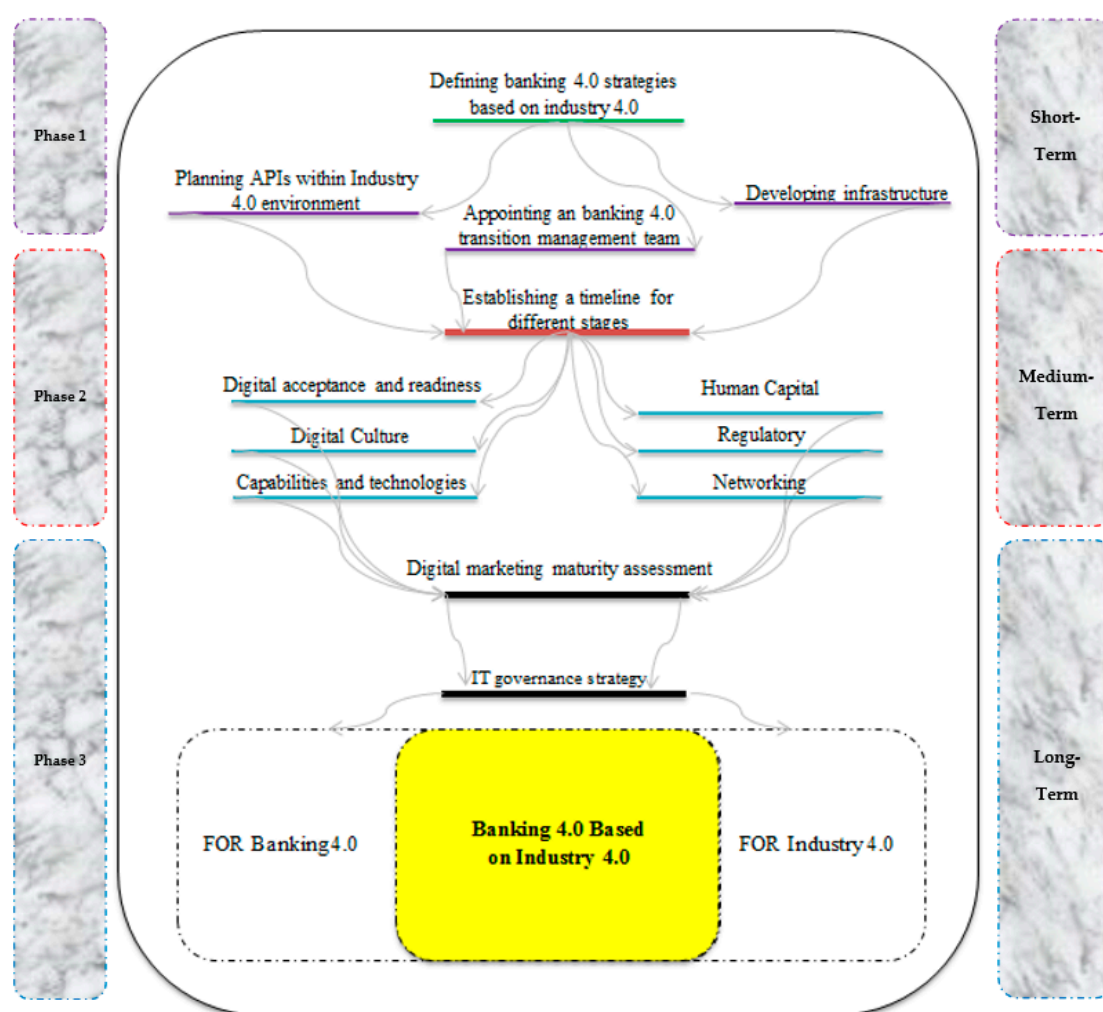 Defining banking 4.0 strategies
based on industry 4.0
Phase 1
Short-
Term
Planning APIs within Industry
4.0 environment
Appointing an banking 4.0
transition management team
Developing infrastructure
Establishing a timeline for
different stages
Phase 2
Medium-
Term
Digital acceptance and readiness
Digital Culture
Capabilities and technologies
Human Capital
Regulatory
Networking
Digital marketing maturity assessment
IT governance strategy
Phase 3
Long-
Term
FOR Banking 4.0
Banking 4.0 Based
on Industry 4.0
FOR Industry 4.0